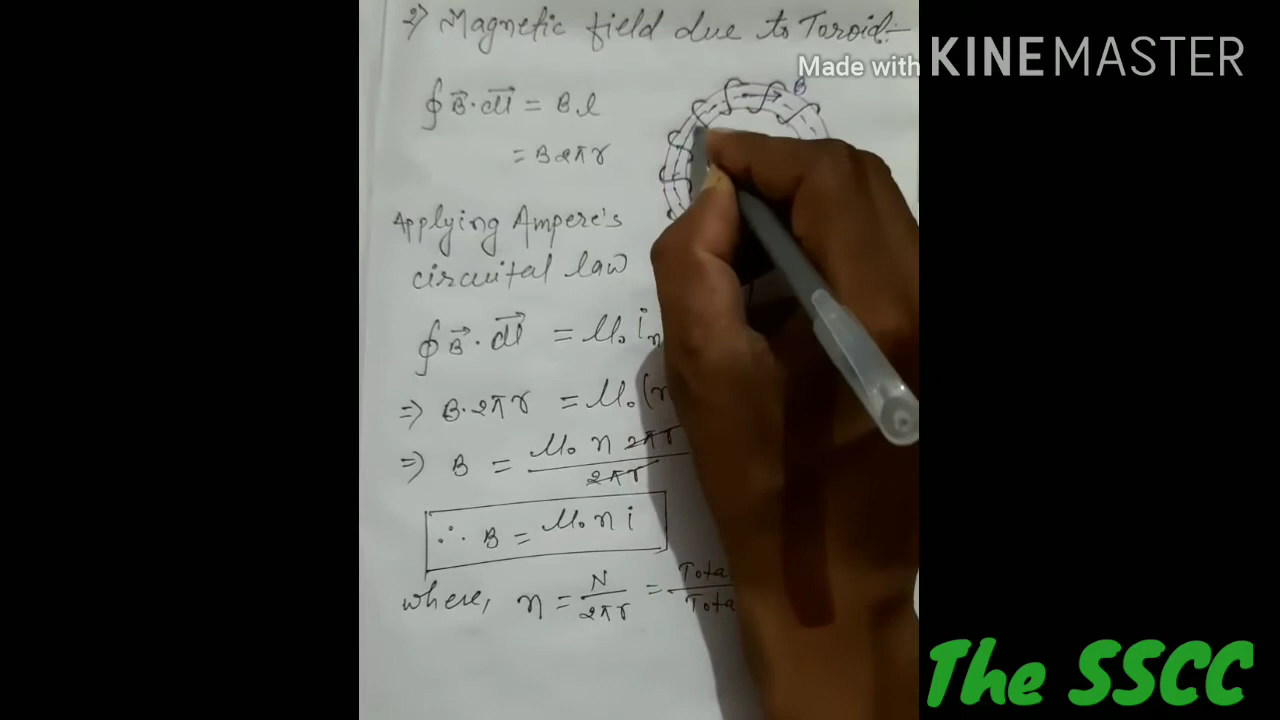 2) Magnetic field due to Toroid:-
∮ B⃗ · dl⃗ = B l
= B 2πr
Applying Ampere's
circuital law
∮ B⃗ · dl⃗ = μ₀ i
⇒ B · 2πr = μ₀ (n
⇒ B = μ₀ n 2πr / 2πr
∴ B = μ₀ n i
where, n = N / 2πr = Tota / Tota
B
Made with
KINEMASTER
The SSCC